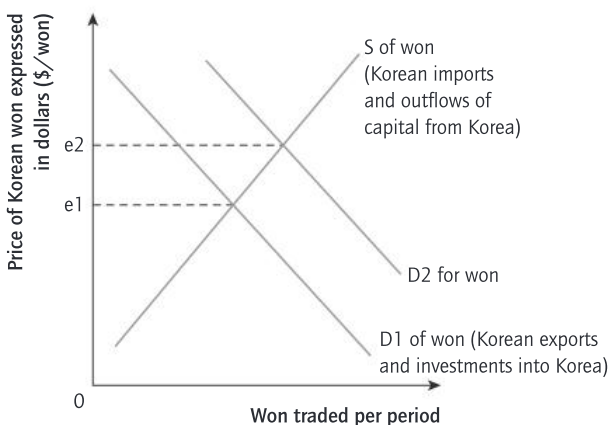 Price of Korean won expressed
in dollars ($/won)
S of won
(Korean imports
and outflows of
capital from Korea)
e2
e1
D2 for won
D1 of won (Korean exports
and investments into Korea)
0
Won traded per period